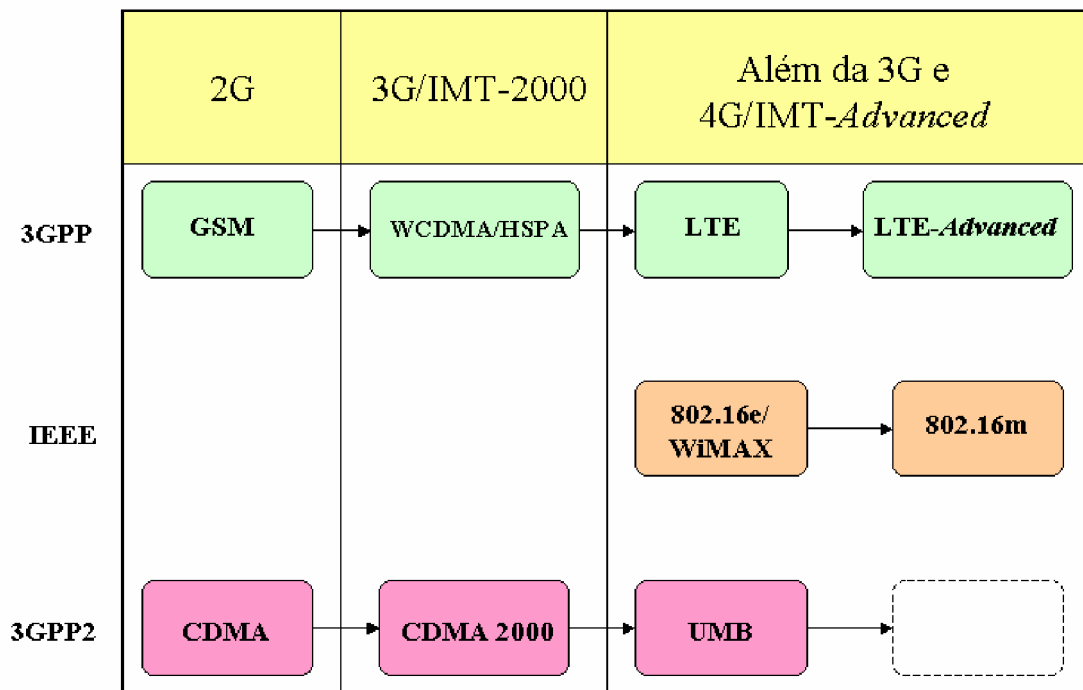 2G
3G/IMT-2000
Além da 3G e
4G/IMT-Advanced
3GPP
GSM
WCDMA/HSPA
LTE
LTE-Advanced
IEEE
802.16e/
WiMAX
802.16m
3GPP2
CDMA
CDMA 2000
UMB